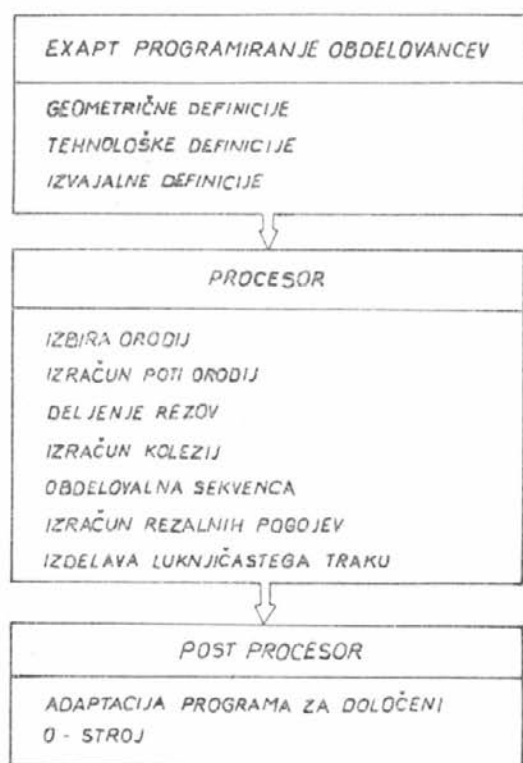 EXAPT PROGRAMIRANJE OBDELOVANCEV
GEOMETRIČNE DEFINICIJE
TEHNOLOŠKE DEFINICIJE
IZVAJALNE DEFINICIJE
PROCESOR
IZBIRA ORODIJ
IZRAČUN POTI ORODIJ
DELJENJE REZOV
IZRAČUN KOLEZIJ
OBDELOVALNA SEKVENCA
IZRAČUN REZALNIH POGOJEV
IZDELAVA LUKNJIČASTEGA TRAKU
POST PROCESOR
ADAPTACIJA PROGRAMA ZA DOLOČENI
O - STROJ